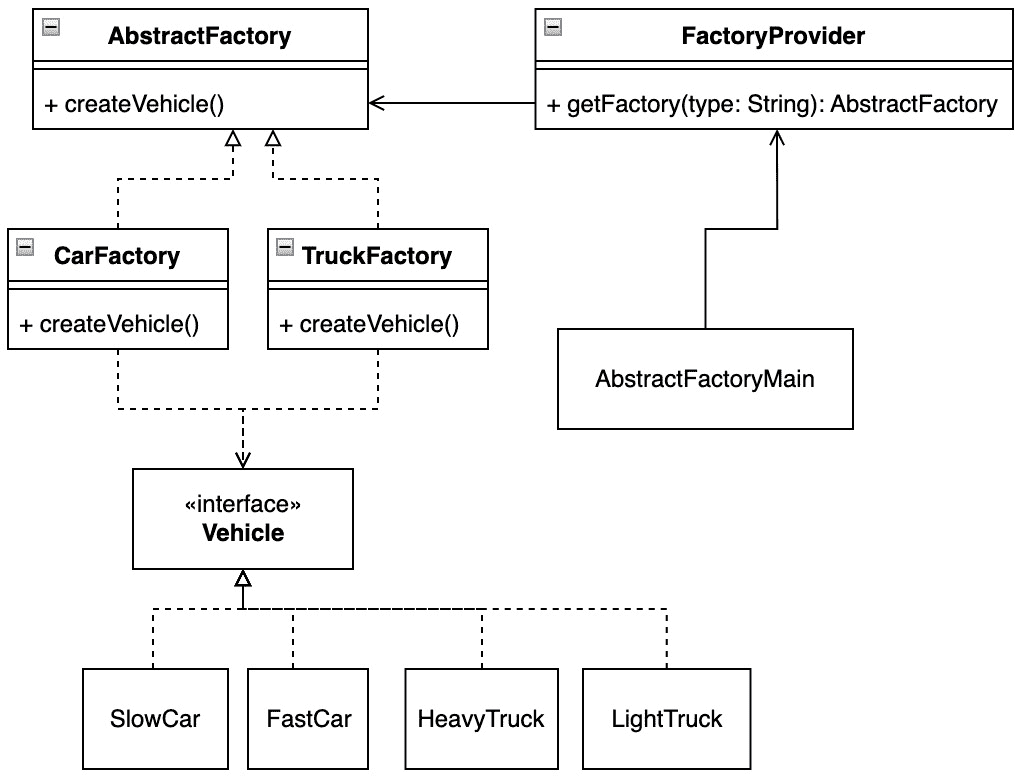 AbstractFactory
+ createVehicle()
FactoryProvider
+ getFactory(type: String): AbstractFactory
CarFactory
+ createVehicle()
TruckFactory
+ createVehicle()
AbstractFactoryMain
«interface»
Vehicle
SlowCar
FastCar
HeavyTruck
LightTruck